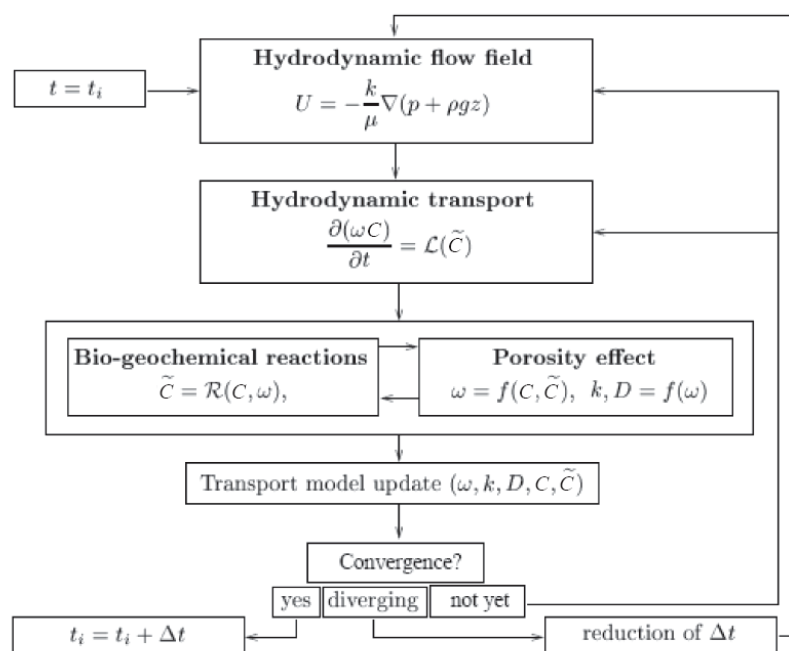 Hydrodynamic flow field
t = t_i
U = −k/μ ∇(p + ρgz)
Hydrodynamic transport
∂(ωC)/∂t = ℒ(C̃)
Bio-geochemical reactions
C̃ = ℛ(C, ω),
Porosity effect
ω = f(C, C̃), k, D = f(ω)
Transport model update (ω, k, D, C, C̃)
Convergence?
yes diverging not yet
t_i = t_i + Δt
reduction of Δt